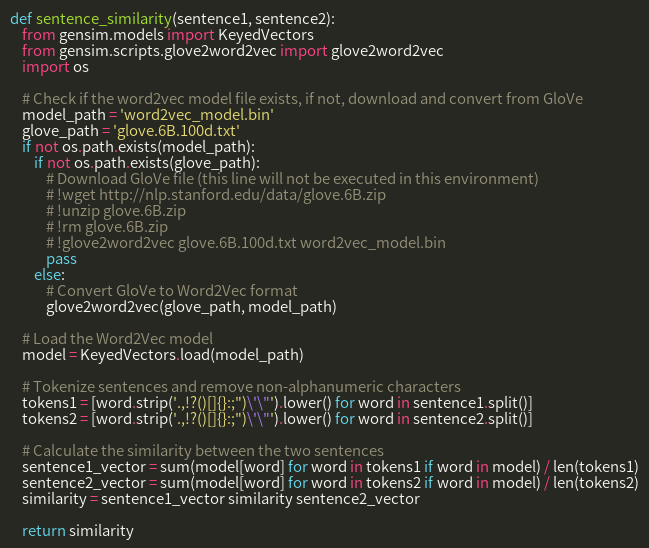 def sentence_similarity(sentence1, sentence2):
    from gensim.models import KeyedVectors
    from gensim.scripts.glove2word2vec import glove2word2vec
    import os

    # Check if the word2vec model file exists, if not, download and convert from GloVe
    model_path = 'word2vec_model.bin'
    glove_path = 'glove.6B.100d.txt'
    if not os.path.exists(model_path):
        if not os.path.exists(glove_path):
            # Download GloVe file (this line will not be executed in this environment)
            # !wget http://nlp.stanford.edu/data/glove.6B.zip
            # !unzip glove.6B.zip
            # !rm glove.6B.zip
            # !glove2word2vec glove.6B.100d.txt word2vec_model.bin
            pass
        else:
            # Convert GloVe to Word2Vec format
            glove2word2vec(glove_path, model_path)

    # Load the Word2Vec model
    model = KeyedVectors.load(model_path)

    # Tokenize sentences and remove non-alphanumeric characters
    tokens1 = [word.strip('.,!?()[]{}:;")\'\"').lower() for word in sentence1.split()]
    tokens2 = [word.strip('.,!?()[]{}:;")\'\"').lower() for word in sentence2.split()]

    # Calculate the similarity between the two sentences
    sentence1_vector = sum(model[word] for word in tokens1 if word in model) / len(tokens1)
    sentence2_vector = sum(model[word] for word in tokens2 if word in model) / len(tokens2)
    similarity = sentence1_vector similarity sentence2_vector

    return similarity